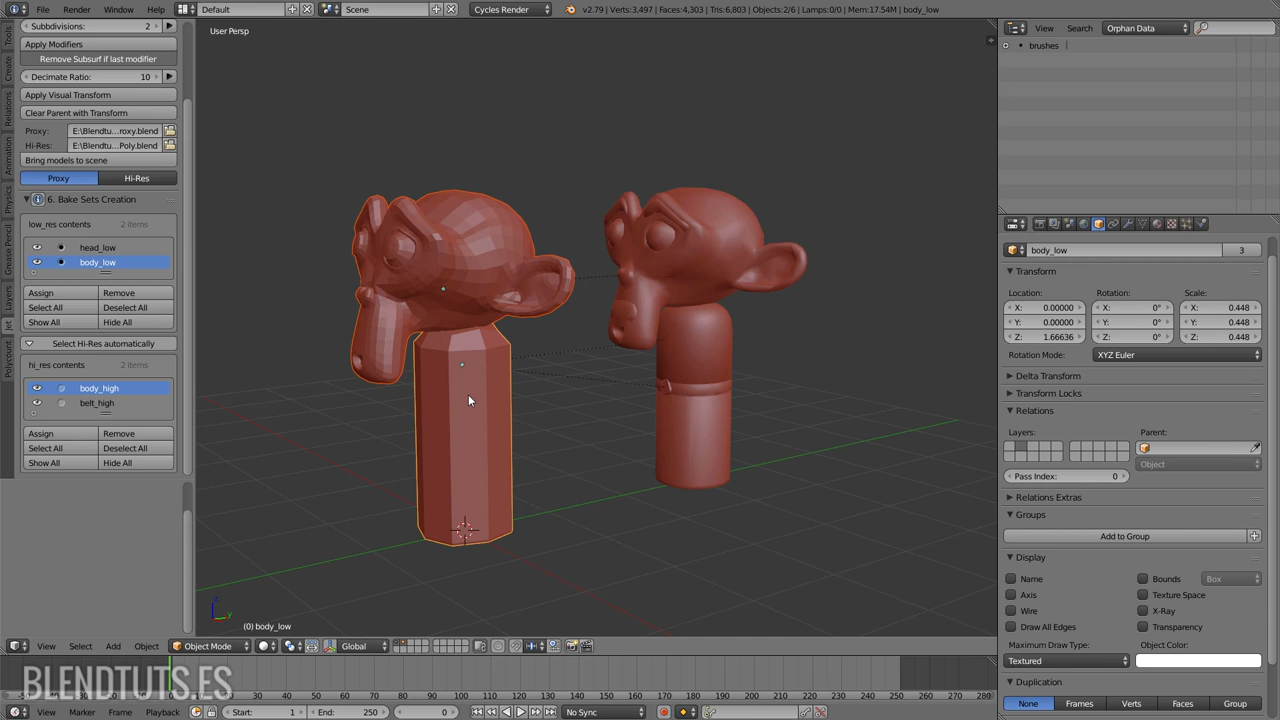 File Render Window Help Default Scene Cycles Render v2.79 | Verts:3,497 | Faces:4,303 | Tris:6,803 | Objects:2/6 | Lamps:0/0 | Mem:17.54M | body_low
Tools
Create
Relations
Animation
Physics
Grease Pencil
Layers
Jet
Polycount
Subdivisions: 2
Apply Modifiers
Remove Subsurf if last modifier
Decimate Ratio: 10
Apply Visual Transform
Clear Parent with Transform
Proxy: E:\Blendtu...roxy.blend
Hi-Res: E:\Blendtu...Poly.blend
Bring models to scene
Proxy Hi-Res
6. Bake Sets Creation
low_res contents 2 items
head_low
body_low
Assign Remove
Select All Deselect All
Show All Hide All
Select Hi-Res automatically
hi_res contents 2 items
body_high
belt_high
Assign Remove
Select All Deselect All
Show All Hide All
User Persp
z
y
(0) body_low
View Select Add Object Object Mode Global
View Search Orphan Data
brushes
body_low 3
Transform
Location: Rotation: Scale:
X: 0.00000 X: 0° X: 0.448
Y: 0.00000 Y: 0° Y: 0.448
Z: 1.66636 Z: 0° Z: 0.448
Rotation Mode: XYZ Euler
Delta Transform
Transform Locks
Relations
Layers: Parent:
Object
Pass Index: 0
Relations Extras
Groups
Add to Group
Display
Name Bounds Box
Axis Texture Space
Wire X-Ray
Draw All Edges Transparency
Maximum Draw Type: Object Color:
Textured
Duplication
None Frames Verts Faces Group
BLENDTUTS.ES
10 20 30 40 50 60 70 80 90 100 110 120 130 140 150 160 170 180 190 200 210 220 230 240 250 260 270 280
View Marker Frame Playback Start: 1 End: 250 0 No Sync